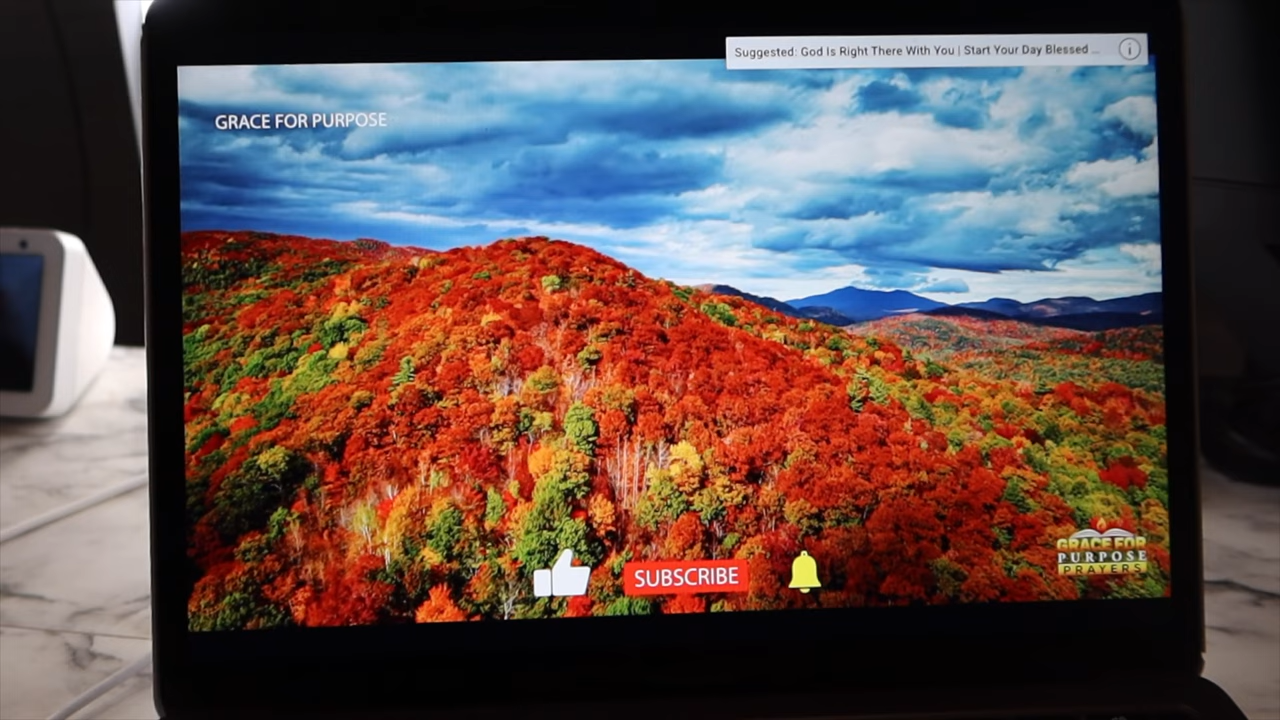 Suggested: God Is Right There With You | Start Your Day Blessed ...
GRACE FOR PURPOSE
SUBSCRIBE
GRACE FOR
PURPOSE
PRAYERS